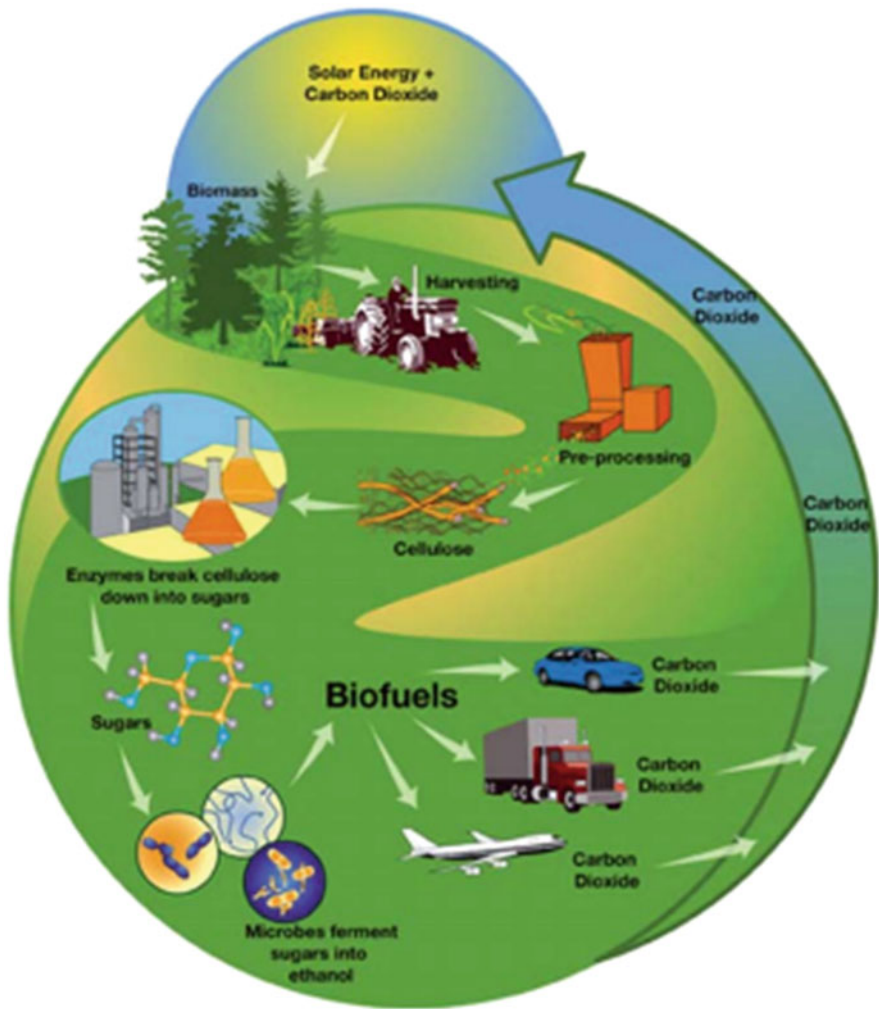 Solar Energy +
Carbon Dioxide
Biomass
Harvesting
Carbon
Dioxide
Pre-processing
Carbon
Dioxide
Cellulose
Enzymes break cellulose
down into sugars
Sugars
Biofuels
Carbon
Dioxide
Carbon
Dioxide
Carbon
Dioxide
Microbes ferment
sugars into
ethanol